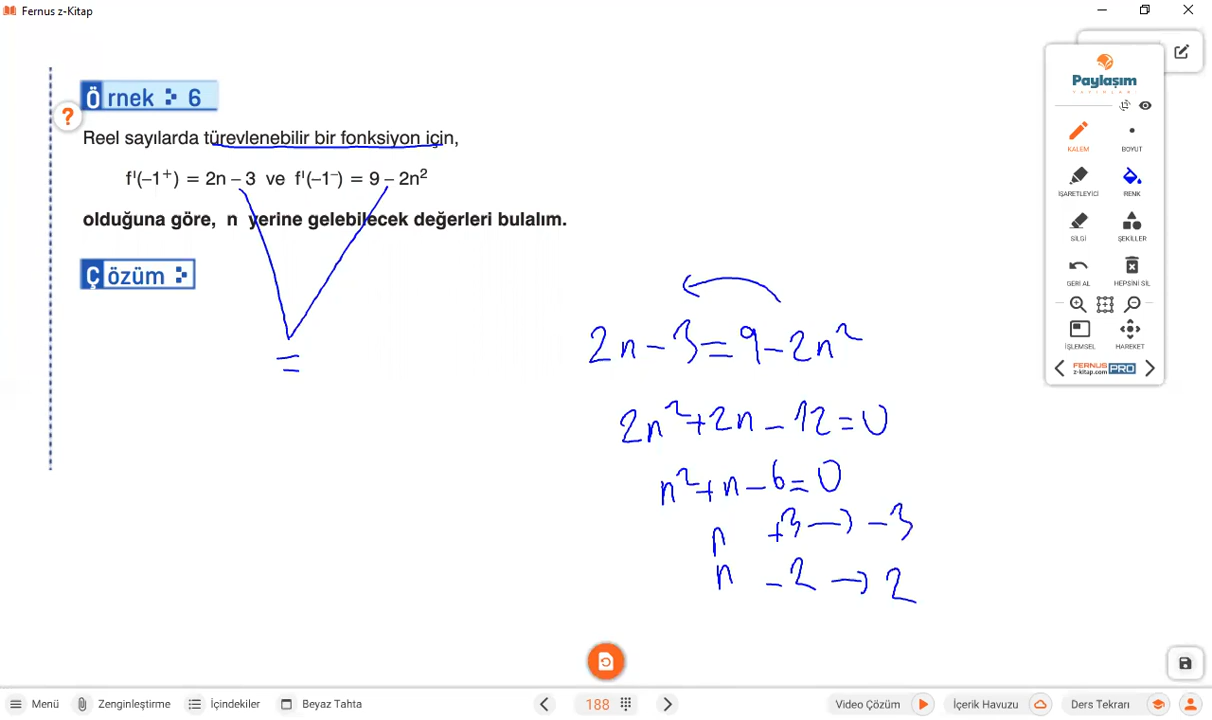 Fernus z-Kitap
Örnek 6
?
Reel sayılarda türevlenebilir bir fonksiyon için,
f'(–1⁺) = 2n – 3 ve f'(–1⁻) = 9 – 2n²
olduğuna göre, n yerine gelebilecek değerleri bulalım.
Çözüm
=
2n – 3 = 9 – 2n²
2n² + 2n – 12 = 0
n² + n – 6 = 0
n +3 → –3
n –2 → 2
Paylaşım
YAYINLARI
KALEM BOYUT
İŞARETLEYİCİ RENK
SİLGİ ŞEKİLLER
GERİ AL HEPSİNİ SİL
İŞLEMSEL HAREKET
FERNUS z-kitap.com PRO
Menü Zenginleştirme İçindekiler Beyaz Tahta 188 Video Çözüm İçerik Havuzu Ders Tekrarı